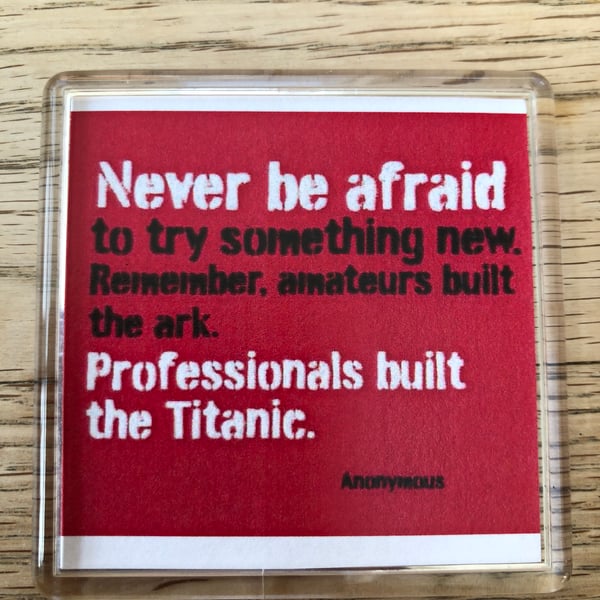 Never be afraid
to try something new.
Remember, amateurs built
the ark.
Professionals built
the Titanic.
Anonymous